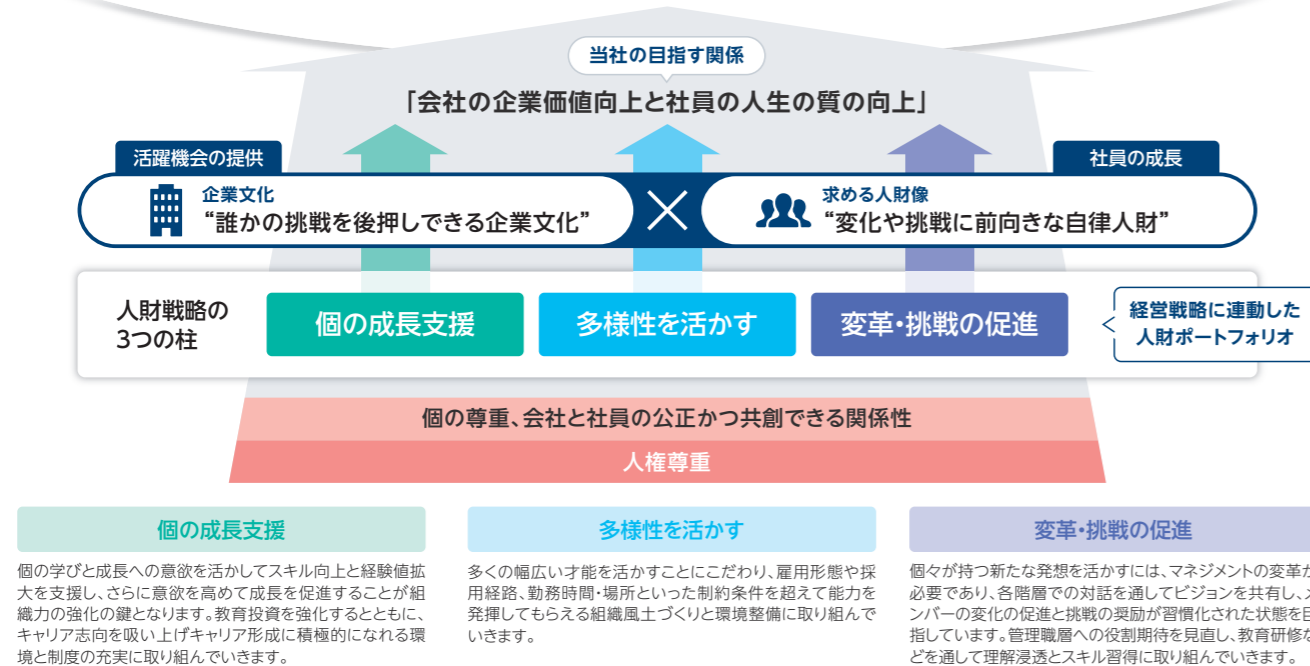 当社の目指す関係
「会社の企業価値向上と社員の人生の質の向上」
活躍機会の提供
社員の成長
企業文化
“誰かの挑戦を後押しできる企業文化”
求める人財像
“変化や挑戦に前向きな自律人財”
人財戦略の
3つの柱
個の成長支援
多様性を活かす
変革・挑戦の促進
経営戦略に連動した
人財ポートフォリオ
個の尊重、会社と社員の公正かつ共創できる関係性
人権尊重
個の成長支援
個の学びと成長への意欲を活かしてスキル向上と経験値拡
大を支援し、さらに意欲を高めて成長を促進することが組
織力の強化の鍵となります。教育投資を強化するとともに、
キャリア志向を吸い上げキャリア形成に積極的になれる環
境と制度の充実に取り組んでいきます。
多様性を活かす
多くの幅広い才能を活かすことにこだわり、雇用形態や採
用経路、勤務時間・場所といった制約条件を超えて能力を
発揮してもらえる組織風土づくりと環境整備に取り組んで
いきます。
変革・挑戦の促進
個々が持つ新たな発想を活かすには、マネジメントの変革が
必要であり、各階層での対話を通してビジョンを共有し、メ
ンバーの変化の促進と挑戦の奨励が習慣化された状態を目
指しています。管理職層への役割期待を見直し、教育研修な
どを通して理解浸透とスキル習得に取り組んでいきます。